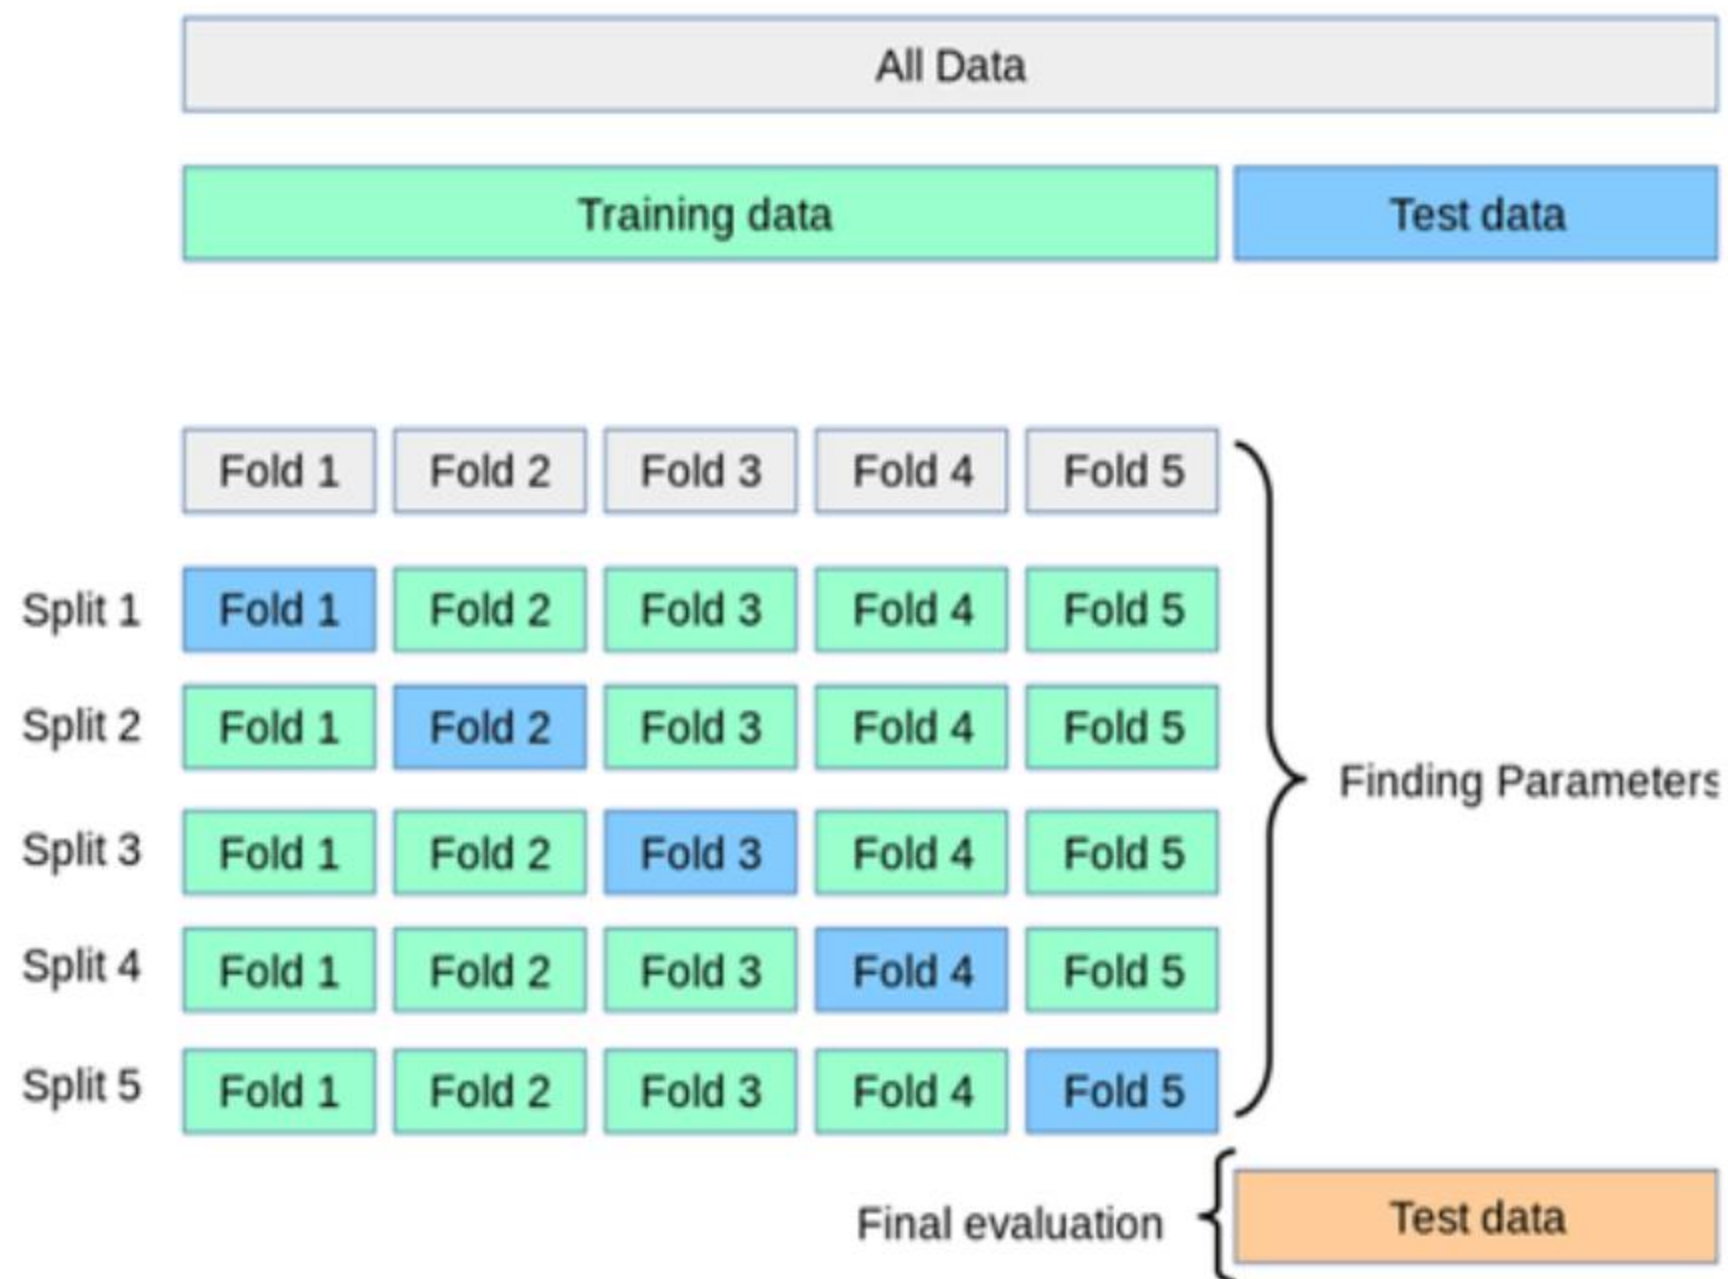 All Data
Training data Test data
Fold 1 Fold 2 Fold 3 Fold 4 Fold 5
Split 1 Fold 1 Fold 2 Fold 3 Fold 4 Fold 5
Split 2 Fold 1 Fold 2 Fold 3 Fold 4 Fold 5
Finding Parameters
Split 3 Fold 1 Fold 2 Fold 3 Fold 4 Fold 5
Split 4 Fold 1 Fold 2 Fold 3 Fold 4 Fold 5
Split 5 Fold 1 Fold 2 Fold 3 Fold 4 Fold 5
Final evaluation Test data